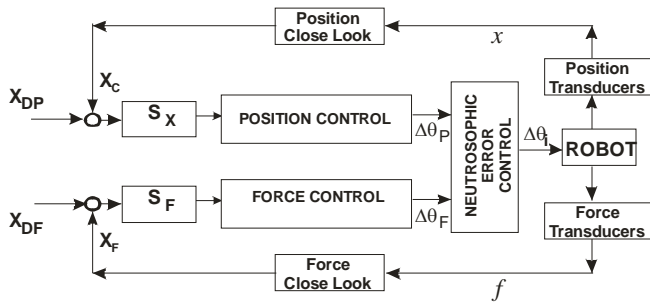 Position
Close Look
x
X_C
Position
Transducers
X_DP
S_X
POSITION CONTROL
Δθ_P
NEUTROSOPHIC
ERROR
CONTROL
Δθ_i
ROBOT
S_F
FORCE CONTROL
Δθ_F
X_DF
X_F
Force
Transducers
Force
Close Look
f